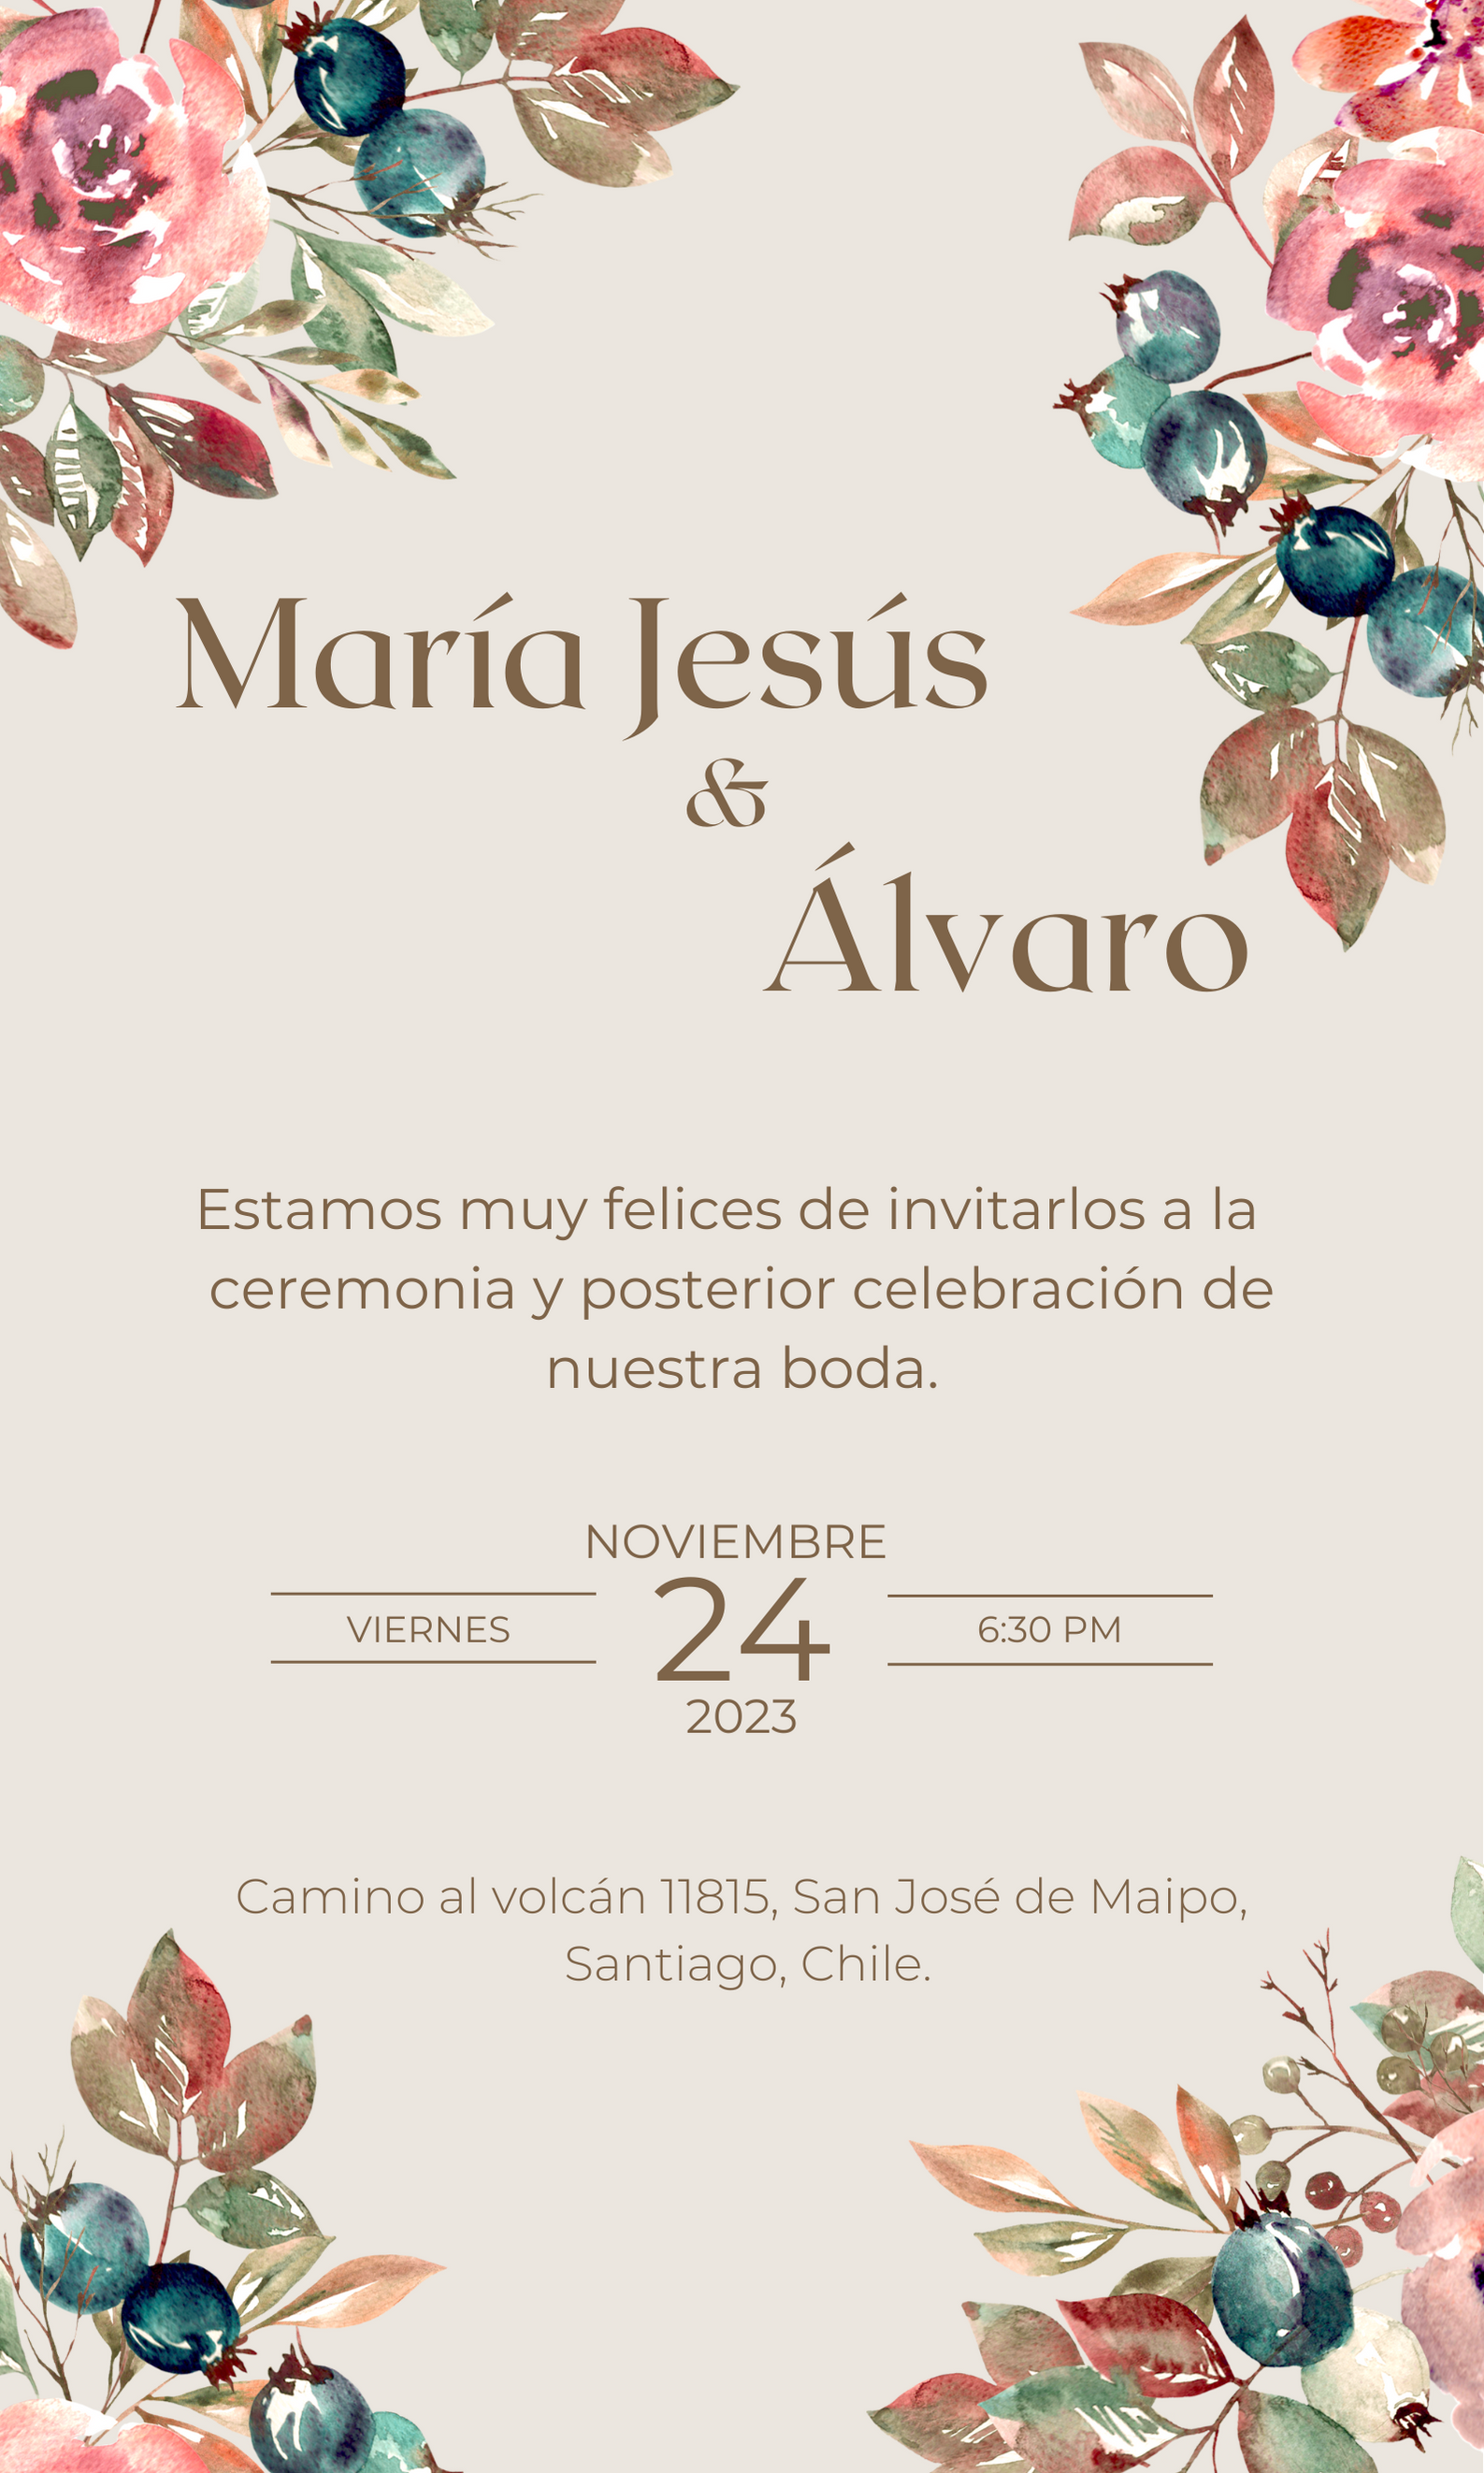 María Jesús
&
Álvaro
Estamos muy felices de invitarlos a la
ceremonia y posterior celebración de
nuestra boda.
NOVIEMBRE
VIERNES
24
6:30 PM
2023
Camino al volcán 11815, San José de Maipo,
Santiago, Chile.